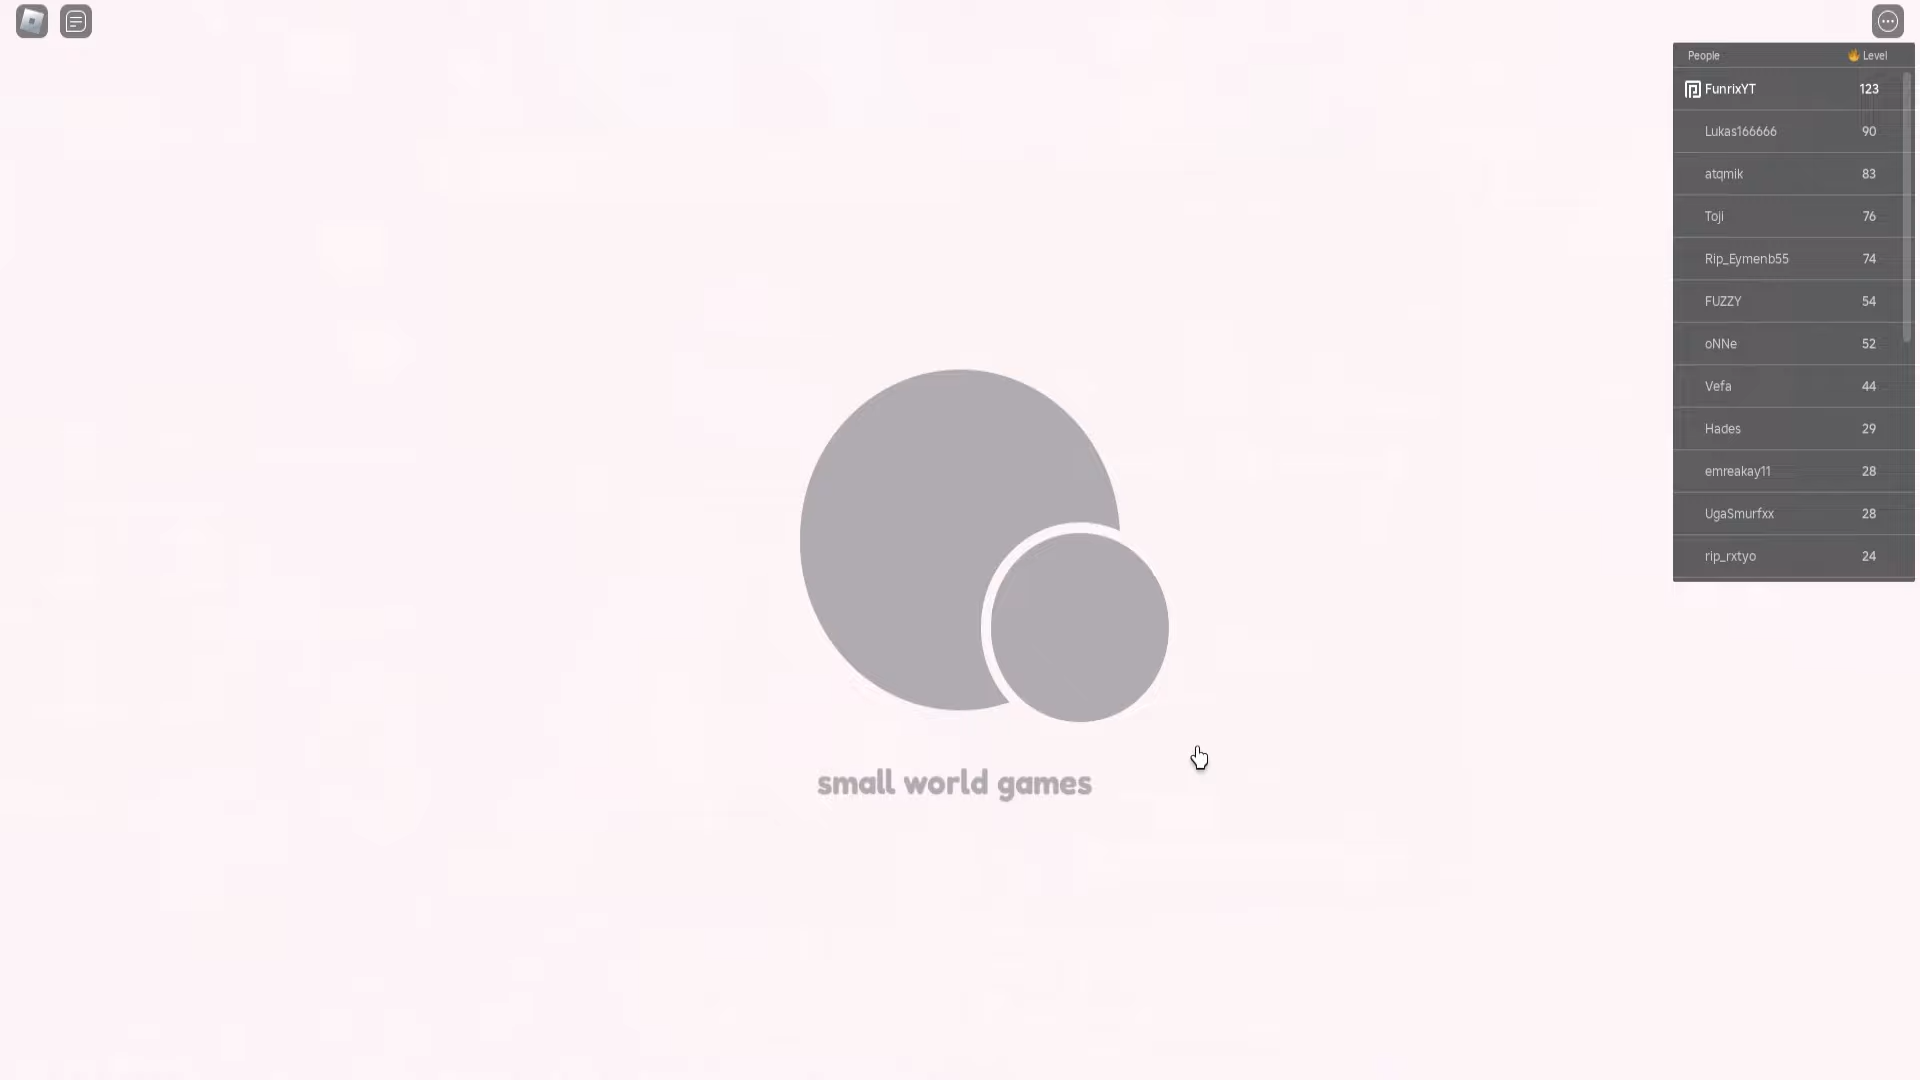 People Level
FunrixYT 123
Lukas166666 90
atqmik 83
Toji 76
Rip_Eymenb55 74
FUZZY 54
oNNe 52
Vefa 44
Hades 29
emreakay11 28
UgaSmurfxx 28
rip_rxtyo 24
small world games